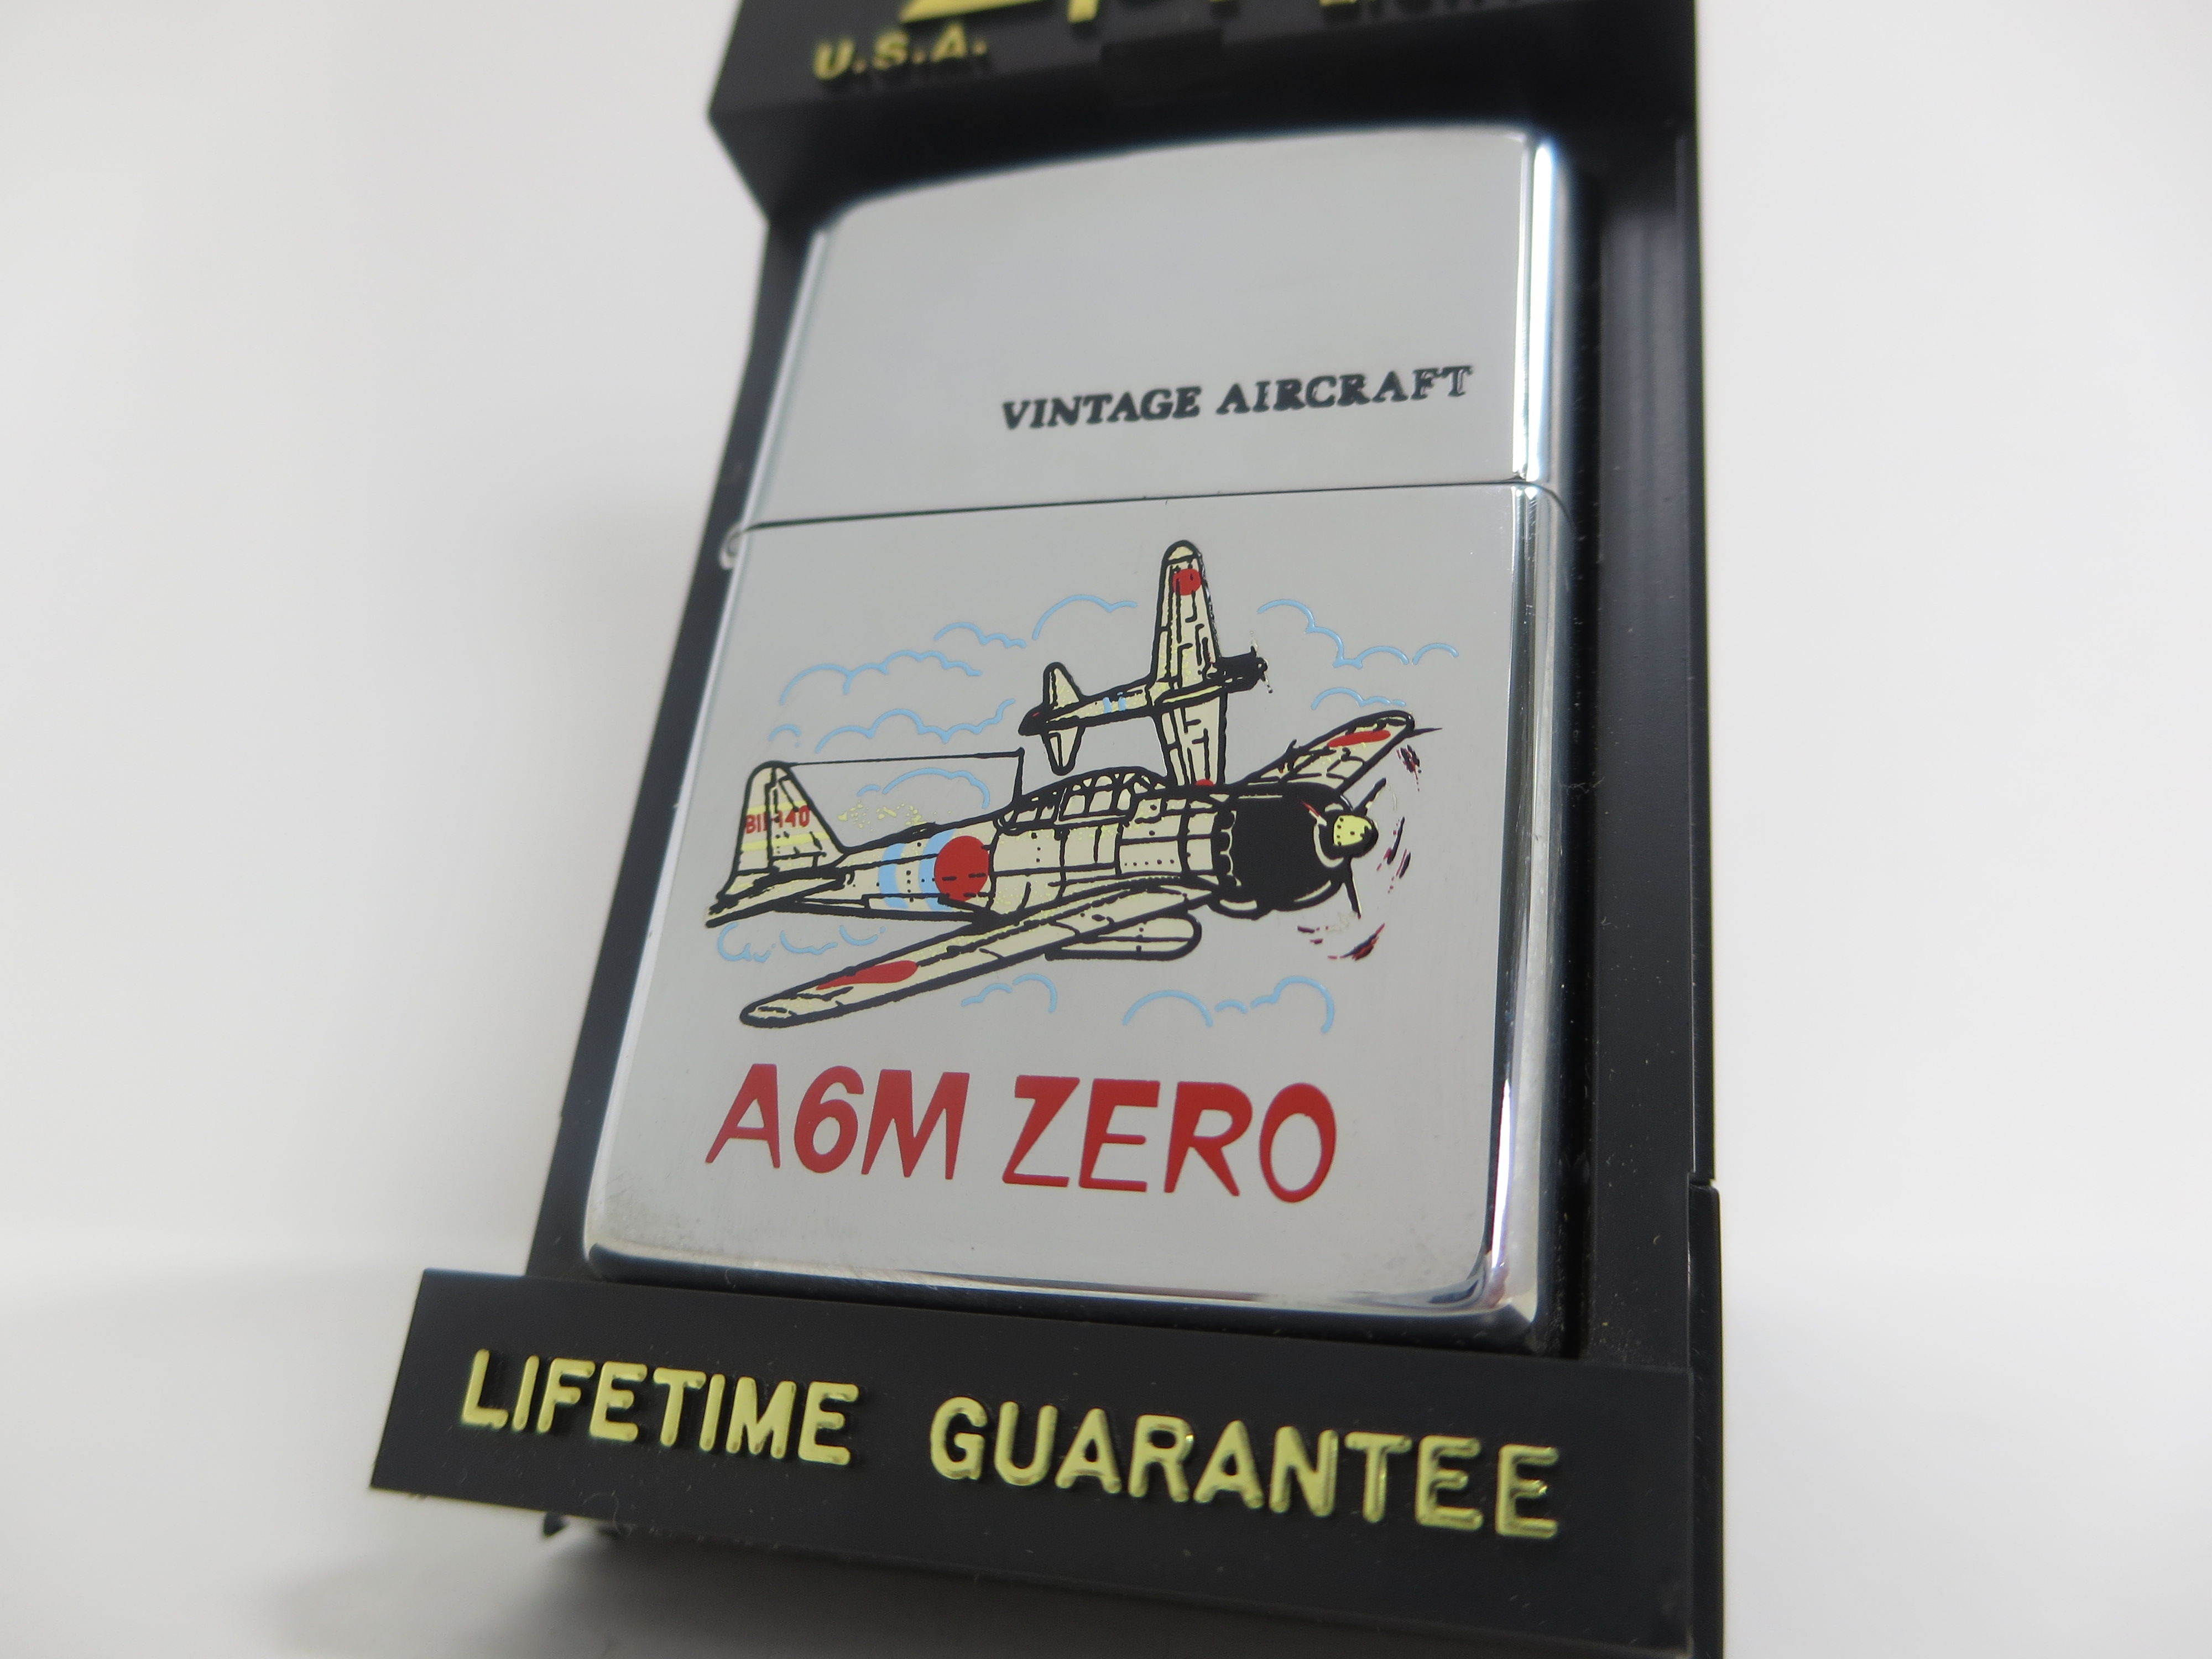 U.S.A.
VINTAGE AIRCRAFT
A6M ZERO
LIFETIME GUARANTEE